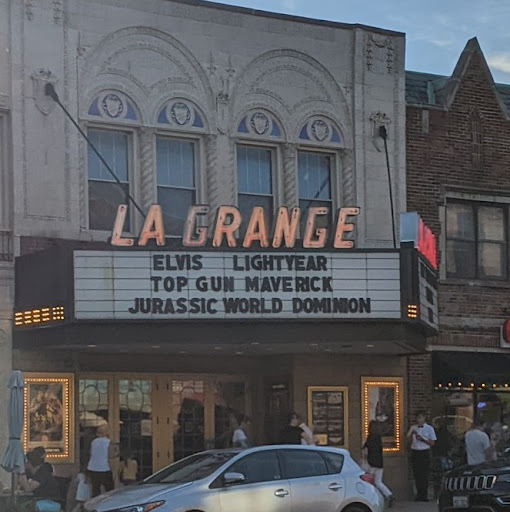 LA GRANGE
ELVIS LIGHTYEAR
TOP GUN MAVERICK
JURASSIC WORLD DOMINION